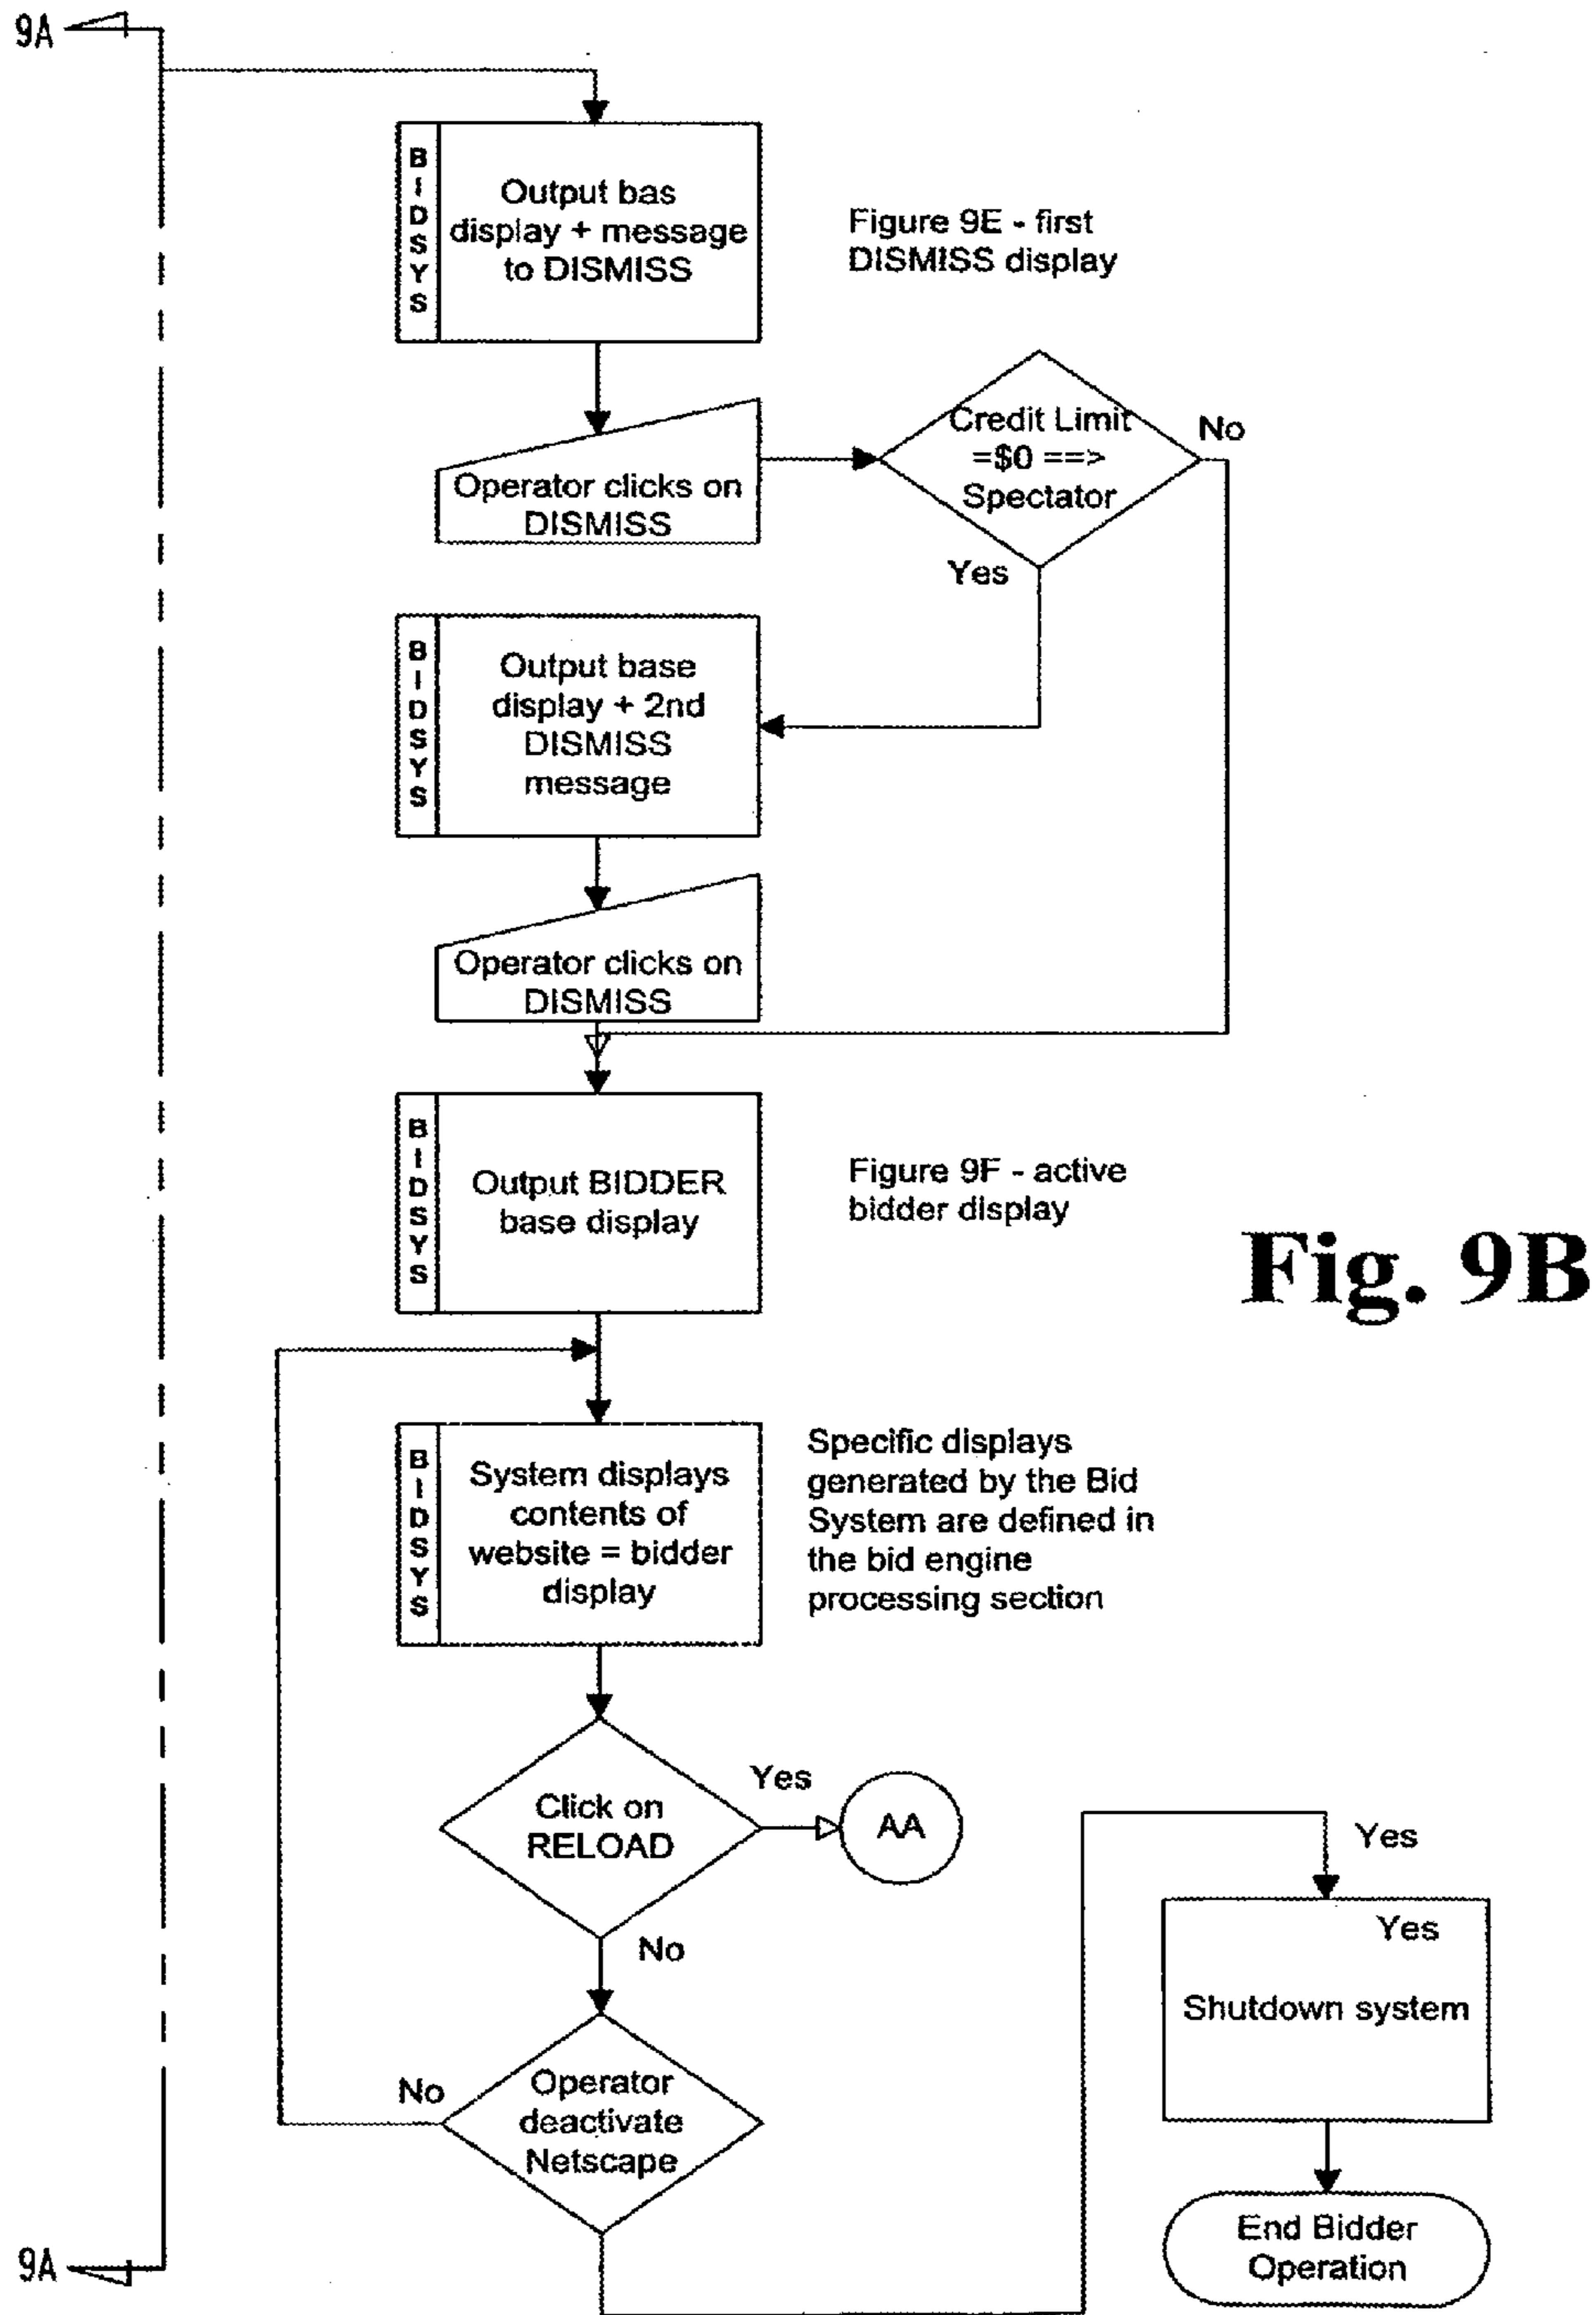 9A
BIDSYS
Output bas
display + message
to DISMISS
Figure 9E - first
DISMISS display
Operator clicks on
DISMISS
Credit Limit
=$0 ==>
Spectator
No
Yes
BIDSYS
Output base
display + 2nd
DISMISS
message
Operator clicks on
DISMISS
BIDSYS
Output BIDDER
base display
Figure 9F - active
bidder display
Fig. 9B
BIDSYS
System displays
contents of
website = bidder
display
Specific displays
generated by the Bid
System are defined in
the bid engine
processing section
Click on
RELOAD
Yes
AA
No
Operator
deactivate
Netscape
No
Yes
Yes
Shutdown system
End Bidder
Operation
9A